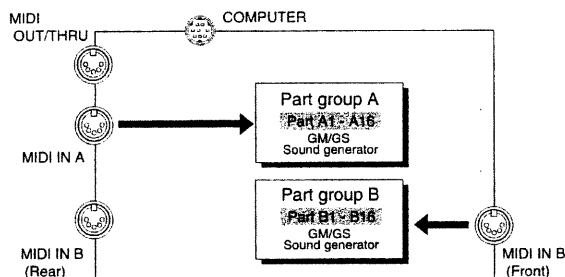 MIDI
OUT/THRU
COMPUTER
MIDI IN A
Part group A
Part A1 - A16
GM/GS
Sound generator
Part group B
Part B1 - B16
GM/GS
Sound generator
MIDI IN B
(Rear)
MIDI IN B
(Front)